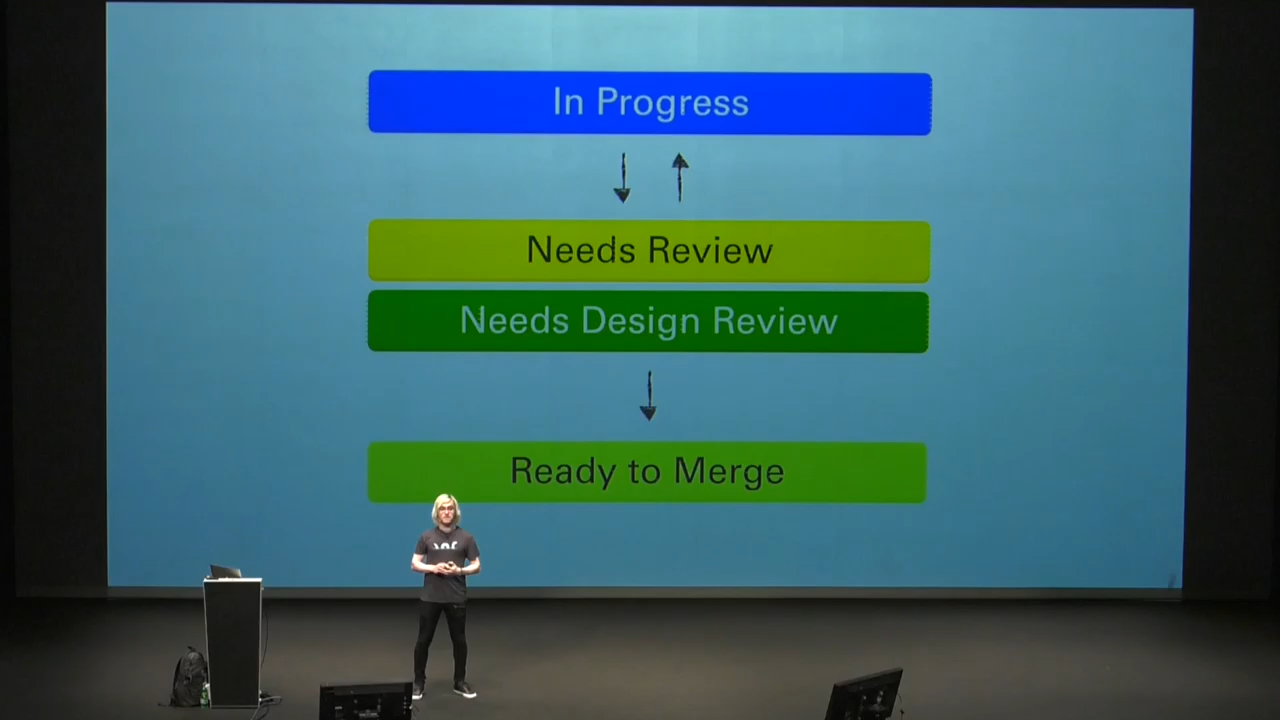 In Progress
Needs Review
Needs Design Review
Ready to Merge